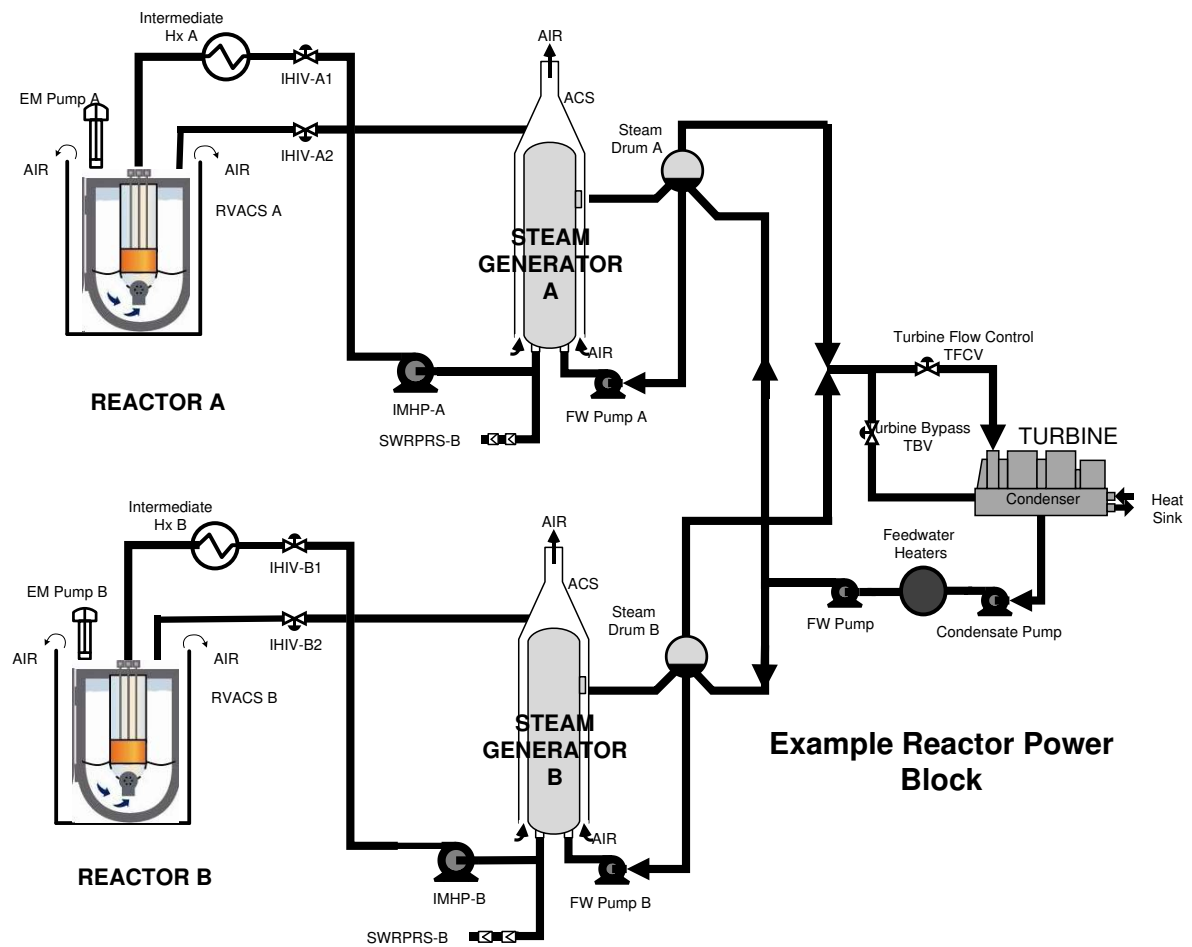 Intermediate
Hx A
IHIV-A1
EM Pump A
AIR
AIR
IHIV-A2
RVACS A
AIR
ACS
STEAM
GENERATOR
A
AIR
Steam
Drum A
REACTOR A
IMHP-A
SWRPRS-B
FW Pump A
Turbine Flow Control
TFCV
Turbine Bypass
TBV
TURBINE
Condenser
Heat
Sink
Feedwater
Heaters
FW Pump
Condensate Pump
Intermediate
Hx B
IHIV-B1
EM Pump B
AIR
AIR
IHIV-B2
RVACS B
AIR
ACS
STEAM
GENERATOR
B
AIR
Steam
Drum B
REACTOR B
IMHP-B
SWRPRS-B
FW Pump B
Example Reactor Power
Block